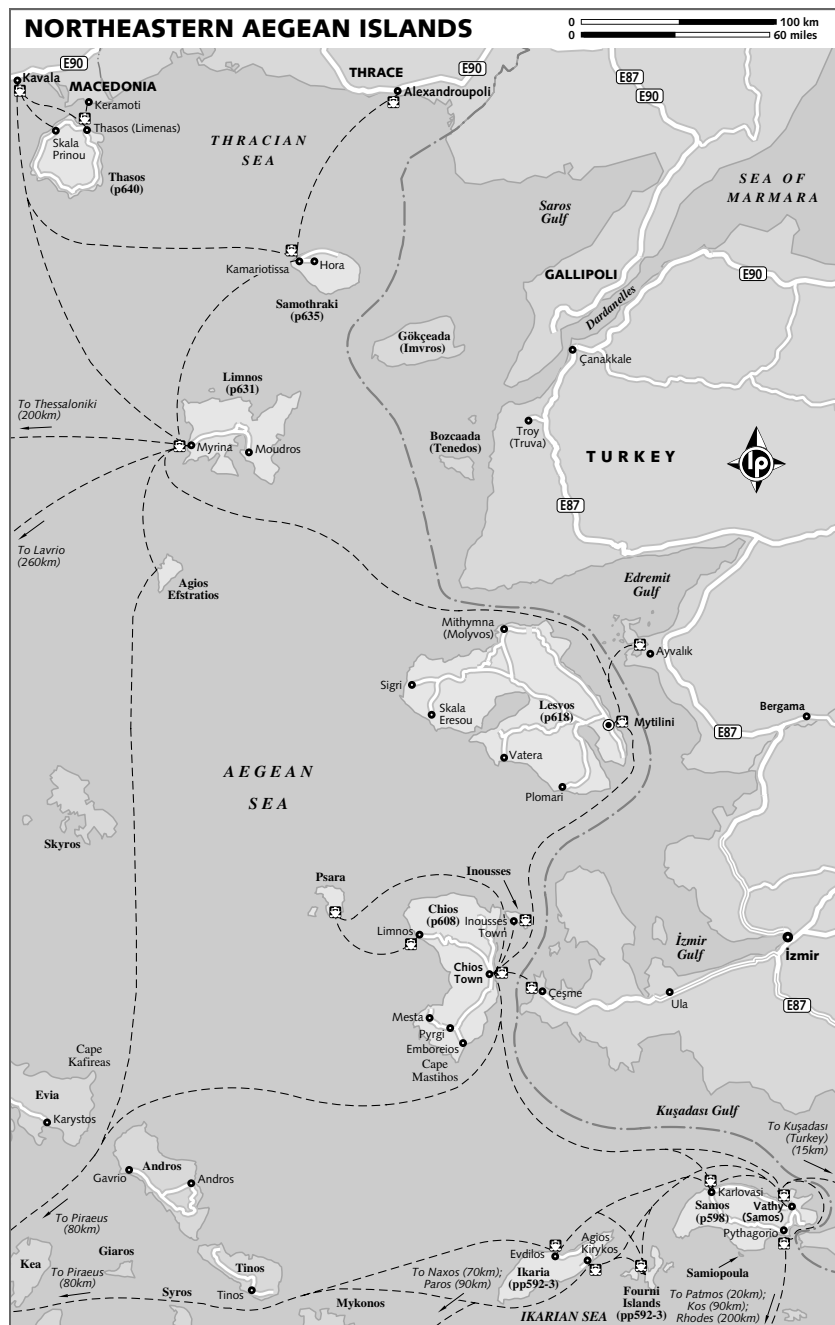 NORTHEASTERN AEGEAN ISLANDS
0 100 km
0 60 miles
E90
Kavala
MACEDONIA
Keramoti
Thasos (Limenas)
Skala
Prinou
Thasos
(p640)
THRACE
E90
Alexandroupoli
E87
E90
THRACIAN
SEA
SEA OF
MARMARA
Saros
Gulf
GALLIPOLI
Dardanelles
E90
Kamariotissa
Hora
Samothraki
(p635)
Gökçeada
(Imvros)
Çanakkale
Limnos
(p631)
To Thessaloniki
(200km)
Myrina
Moudros
Bozcaada
(Tenedos)
Troy
(Truva)
TURKEY
lp
E87
To Lavrio
(260km)
Agios
Efstratios
Edremit
Gulf
Mithymna
(Molyvos)
Ayvalık
Sigri
Skala
Eresou
Lesvos
(p618)
Mytilini
Bergama
E87
Vatera
Plomari
AEGEAN
SEA
Skyros
Psara
Inousses
Chios
(p608)
Limnos
Inousses
Town
İzmir
Gulf
İzmir
Chios
Town
Çeşme
Ula
E87
Mesta
Pyrgi
Emboreios
Cape
Mastihos
Cape
Kafireas
Evia
Karystos
Kuşadası Gulf
To Kuşadası
(Turkey)
(15km)
Gavrio
Andros
Andros
Karlovasi
Samos
(p598)
Vathy
(Samos)
Pythagorio
To Piraeus
(80km)
Kea
Giaros
To Piraeus
(80km)
Tinos
Tinos
Syros
Mykonos
Evdilos
Agios
Kirykos
Ikaria
(pp592-3)
To Naxos (70km);
Paros (90km)
Fourni
Islands
(pp592-3)
Samiopoula
To Patmos (20km);
Kos (90km);
Rhodes (200km)
IKARIAN SEA